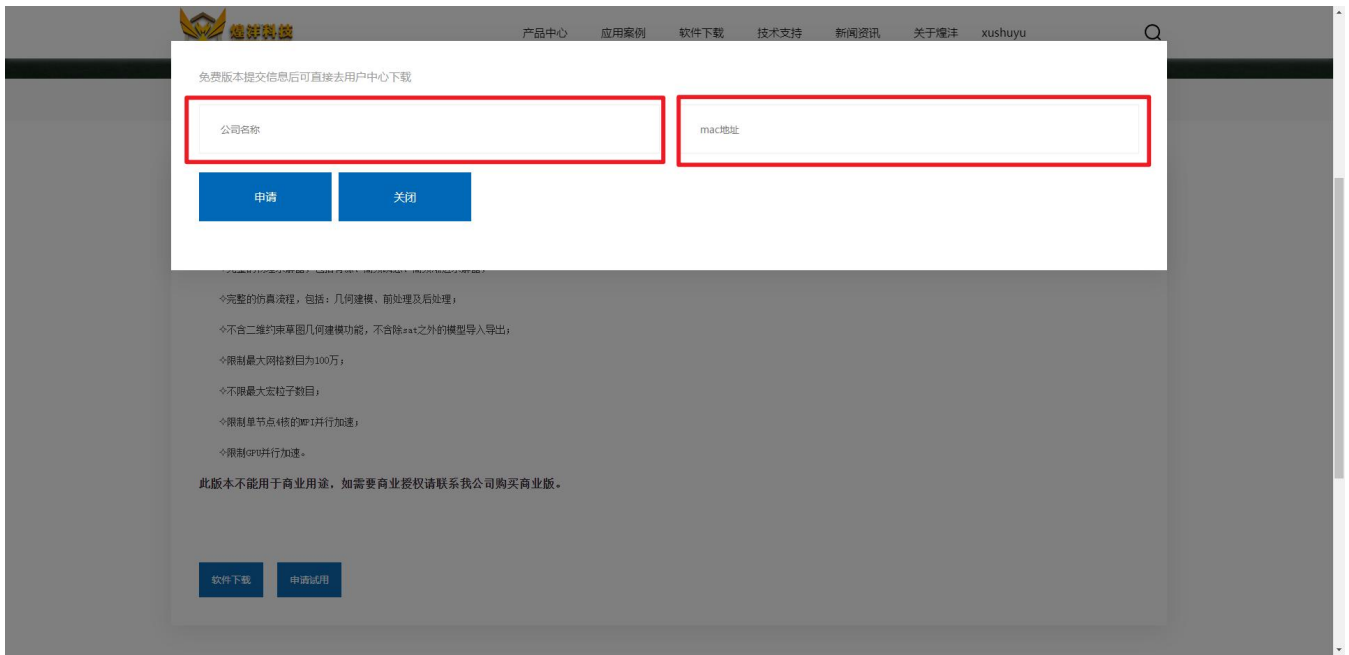 煌沣科技
产品中心 应用案例 软件下载 技术支持 新闻资讯 关于煌沣 xushuyu
免费版本提交信息后可直接去用户中心下载
公司名称 mac地址
申请 关闭
✧完整的仿真流程，包括：几何建模、前处理及后处理；
✧不含二维约束草图几何建模功能，不含除sat之外的模型导入导出；
✧限制最大网格数目为100万；
✧不限最大宏粒子数目；
✧限制单节点4核的MPI并行加速；
✧限制GPU并行加速。
此版本不能用于商业用途，如需要商业授权请联系我公司购买商业版。
软件下载 申请试用